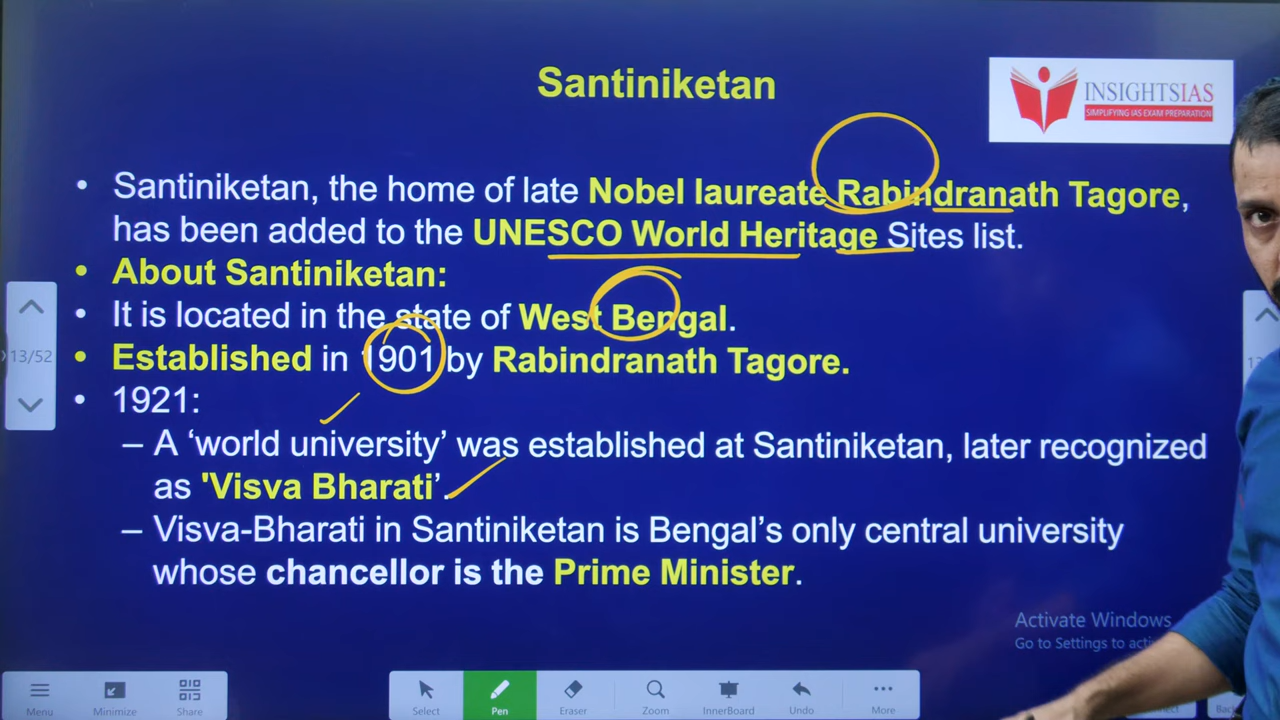 Santiniketan
INSIGHTSIAS
SIMPLIFYING IAS EXAM PREPARATION
• Santiniketan, the home of late Nobel laureate Rabindranath Tagore,
has been added to the UNESCO World Heritage Sites list.
• About Santiniketan:
• It is located in the state of West Bengal.
• Established in 1901 by Rabindranath Tagore.
• 1921:
– A ‘world university’ was established at Santiniketan, later recognized
as 'Visva Bharati’.
– Visva-Bharati in Santiniketan is Bengal’s only central university
whose chancellor is the Prime Minister.
13/52
Activate Windows
Go to Settings to
Menu
Minimize
Share
Select
Pen
Eraser
Zoom
InnerBoard
Undo
More